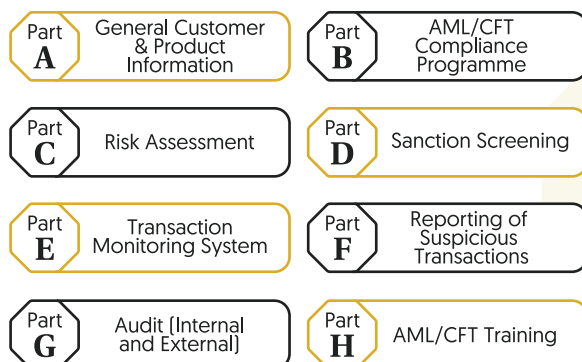 Part
A
General Customer
& Product
Information
Part
B
AML/CFT
Compliance
Programme
Part
C
Risk Assessment
Part
D
Sanction Screening
Part
E
Transaction
Monitoring System
Part
F
Reporting of
Suspicious
Transactions
Part
G
Audit (Internal
and External)
Part
H
AML/CFT Training